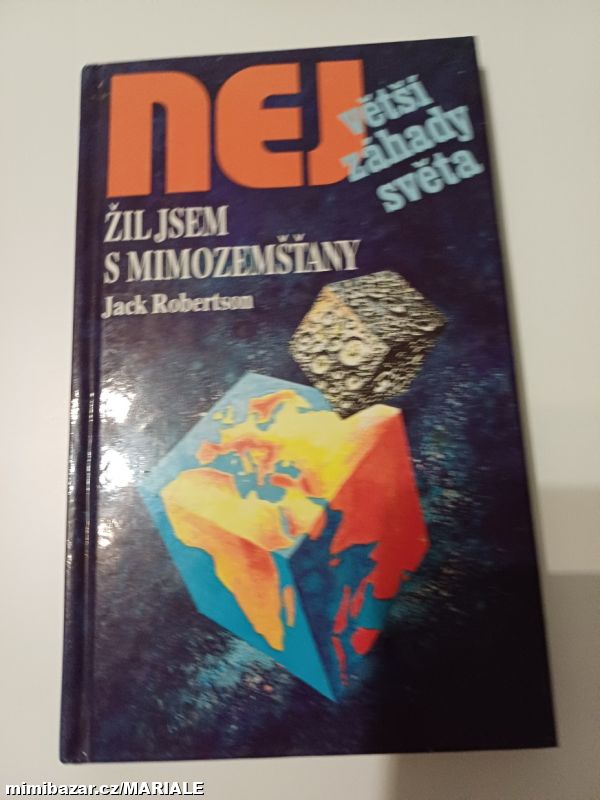 NEJ
větší
záhady
světa
ŽIL JSEM
S MIMOZEMŠŤANY
Jack Robertson
mimibazar.cz/MARIALE